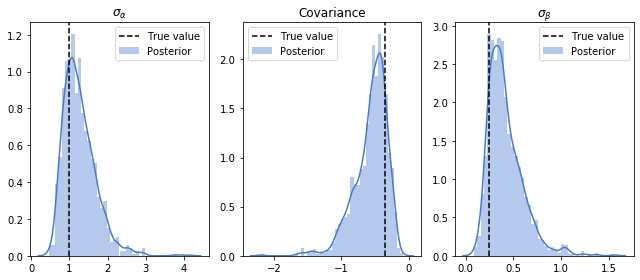 σα
True value
Posterior
1.2
1.0
0.8
0.6
0.4
0.2
0.0
0 1 2 3 4
Covariance
True value
Posterior
2.0
1.5
1.0
0.5
0.0
−2 −1 0
σβ
True value
Posterior
3.0
2.5
2.0
1.5
1.0
0.5
0.0
0.0 0.5 1.0 1.5